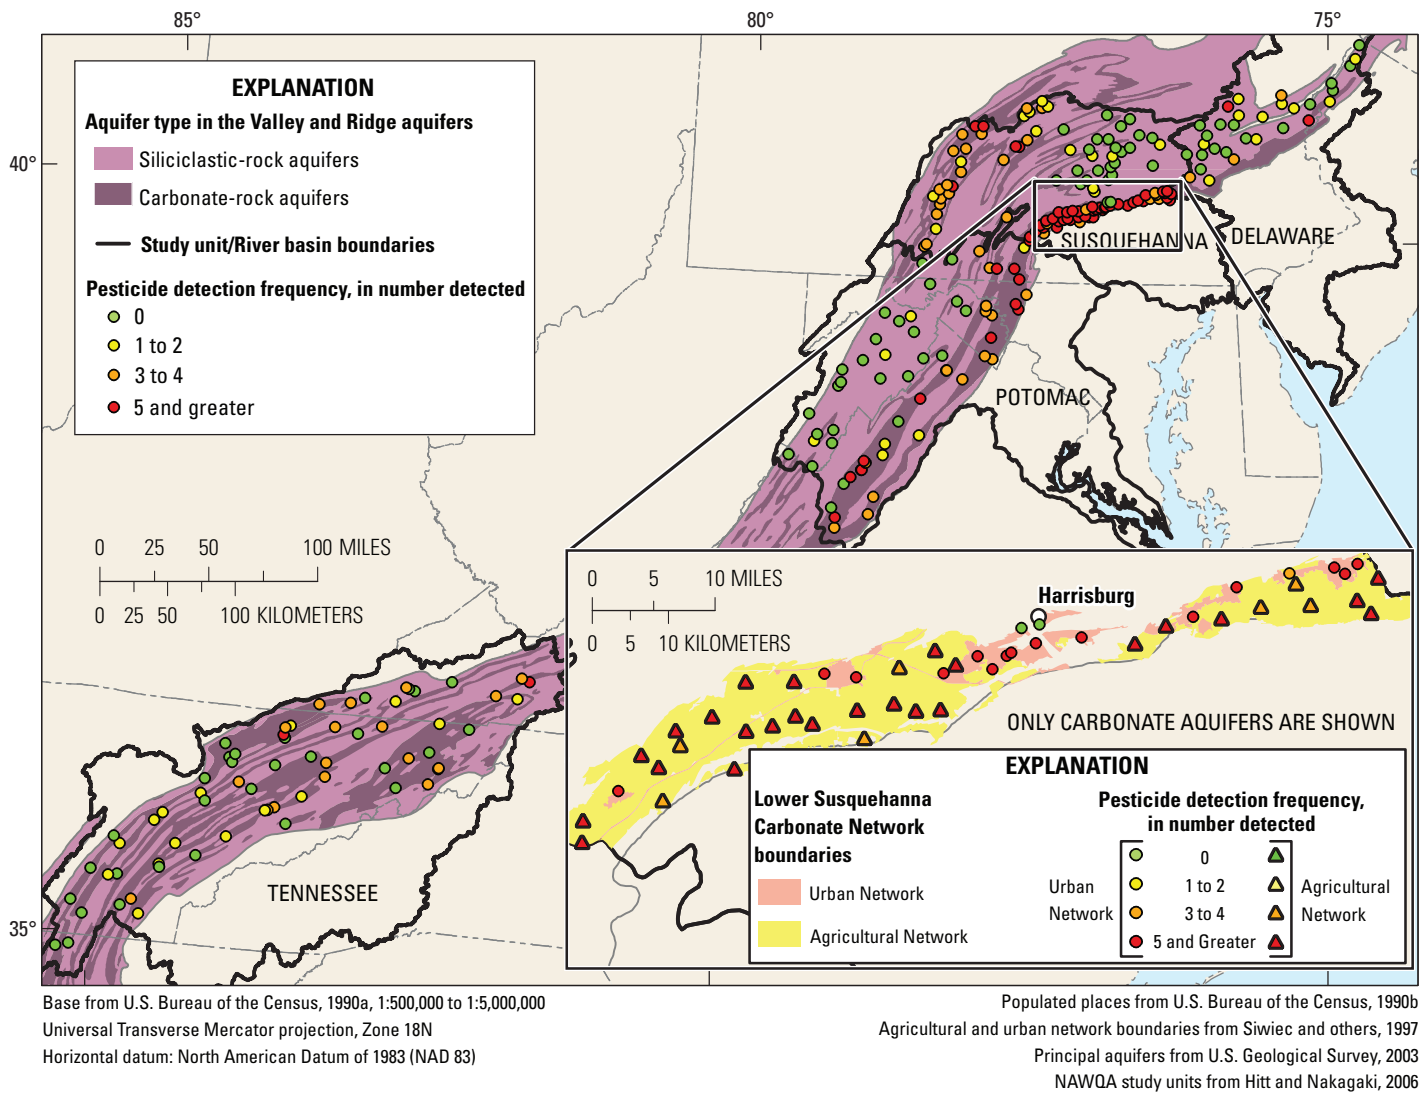 85°
80°
75°
40°
35°
EXPLANATION
Aquifer type in the Valley and Ridge aquifers
Siliciclastic-rock aquifers
Carbonate-rock aquifers
Study unit/River basin boundaries
Pesticide detection frequency, in number detected
0
1 to 2
3 to 4
5 and greater
SUSQUEHANNA
DELAWARE
POTOMAC
TENNESSEE
0 25 50 100 MILES
0 25 50 100 KILOMETERS
0 5 10 MILES
0 5 10 KILOMETERS
Harrisburg
ONLY CARBONATE AQUIFERS ARE SHOWN
EXPLANATION
Lower Susquehanna
Carbonate Network
boundaries
Urban Network
Agricultural Network
Pesticide detection frequency,
in number detected
Urban
Network
0
1 to 2
3 to 4
5 and Greater
Agricultural
Network
Base from U.S. Bureau of the Census, 1990a, 1:500,000 to 1:5,000,000
Universal Transverse Mercator projection, Zone 18N
Horizontal datum: North American Datum of 1983 (NAD 83)
Populated places from U.S. Bureau of the Census, 1990b
Agricultural and urban network boundaries from Siwiec and others, 1997
Principal aquifers from U.S. Geological Survey, 2003
NAWQA study units from Hitt and Nakagaki, 2006